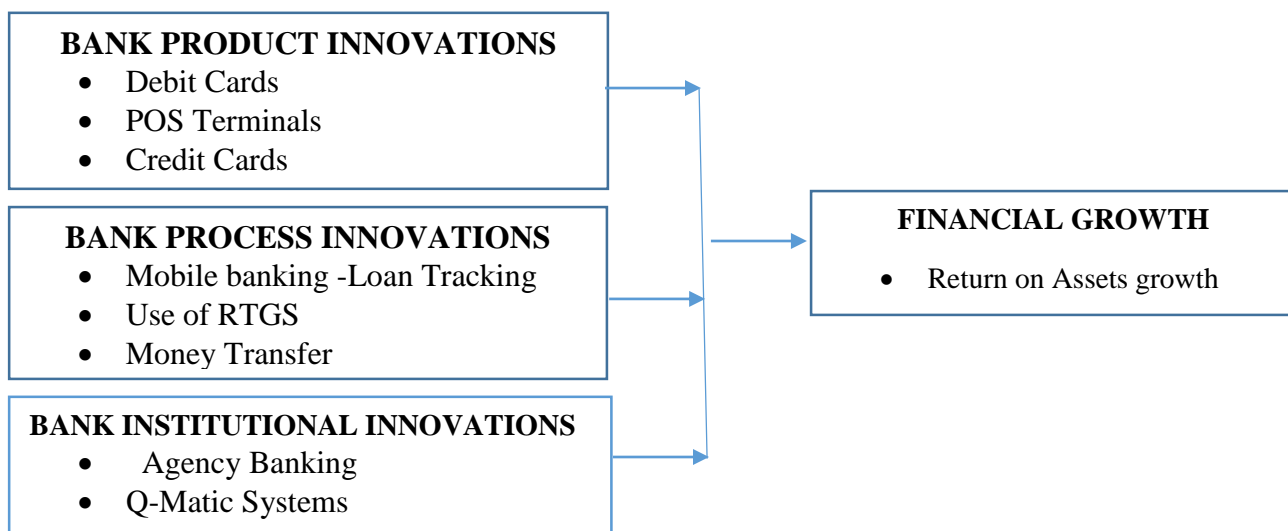 BANK PRODUCT INNOVATIONS
• Debit Cards
• POS Terminals
• Credit Cards
BANK PROCESS INNOVATIONS
• Mobile banking -Loan Tracking
• Use of RTGS
• Money Transfer
BANK INSTITUTIONAL INNOVATIONS
• Agency Banking
• Q-Matic Systems
FINANCIAL GROWTH
• Return on Assets growth